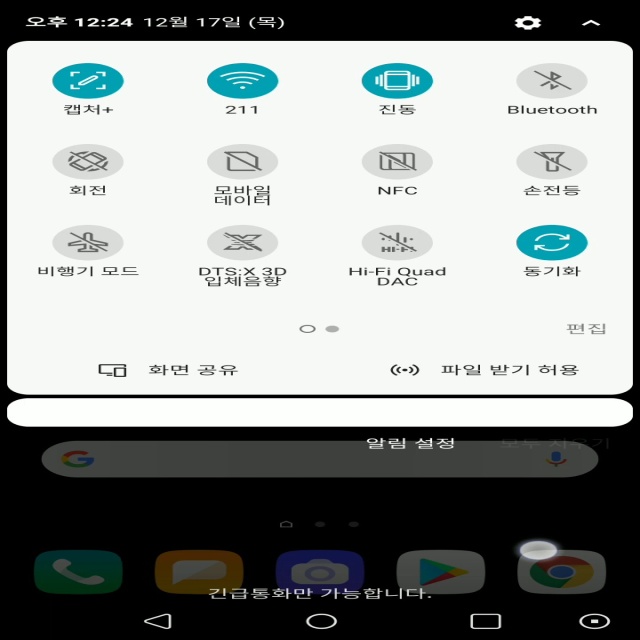 오후 12:24 12월 17일 (목)
캡처+
211
진동
Bluetooth
회전
모바일
데이터
NFC
손전등
비행기 모드
DTS:X 3D
입체음향
Hi-Fi Quad
DAC
동기화
편집
화면 공유
파일 받기 허용
알림 설정
모두 지우기
긴급통화만 가능합니다.